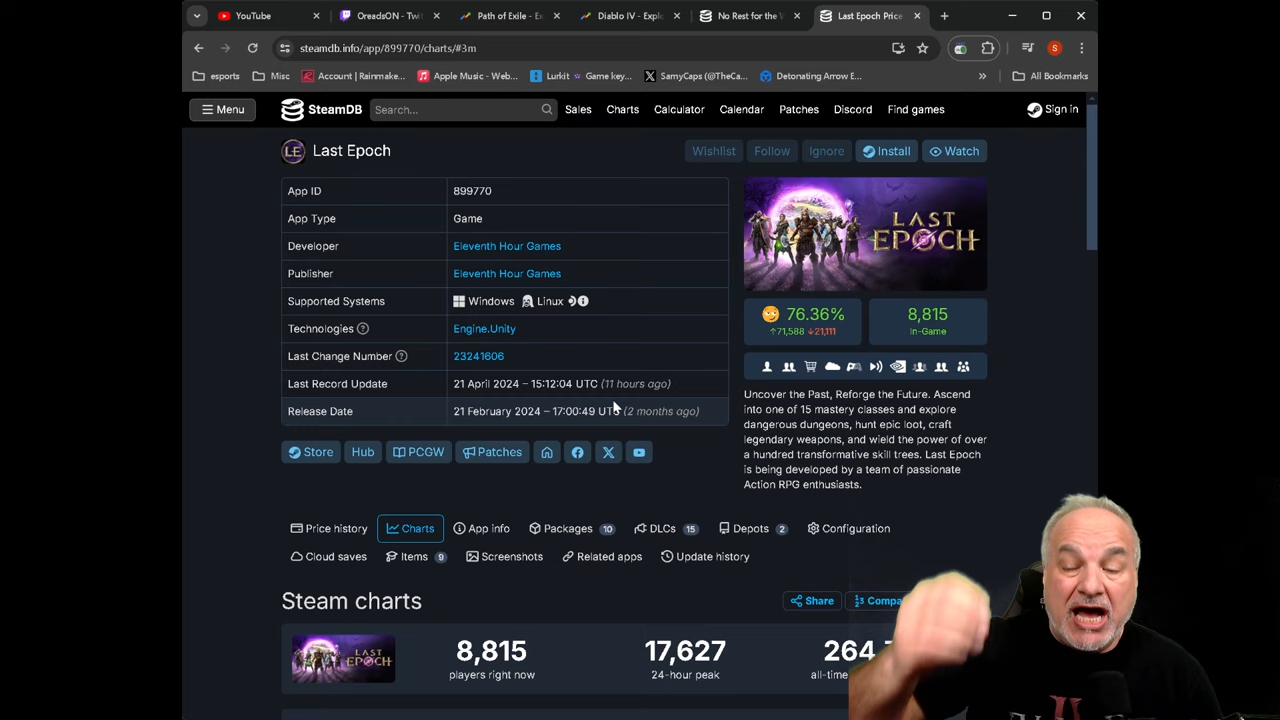 YouTube
OreadsON - Twit
Path of Exile - Ex
Diablo IV - Explo
No Rest for the W
Last Epoch Price
steamdb.info/app/899770/charts/#3m
S
esports
Misc
Account | Rainmake...
Apple Music - Web...
Lurkit
Game key...
SamyCaps (@TheCa...
Detonating Arrow E...
»
All Bookmarks
Menu
SteamDB
Search...
Sales
Charts
Calculator
Calendar
Patches
Discord
Find games
Sign in
LE
Last Epoch
Wishlist
Follow
Ignore
Install
Watch
App ID 899770
App Type Game
Developer Eleventh Hour Games
Publisher Eleventh Hour Games
Supported Systems Windows Linux
Technologies Engine.Unity
Last Change Number 23241606
Last Record Update 21 April 2024 – 15:12:04 UTC (11 hours ago)
Release Date 21 February 2024 – 17:00:49 UTC (2 months ago)
LAST
EPOCH
76.36%
↑71,588 ↓21,111
8,815
In-Game
Uncover the Past, Reforge the Future. Ascend
into one of 15 mastery classes and explore
dangerous dungeons, hunt epic loot, craft
legendary weapons, and wield the power of over
a hundred transformative skill trees. Last Epoch
is being developed by a team of passionate
Action RPG enthusiasts.
Store
Hub
PCGW
Patches
Price history
Charts
App info
Packages 10
DLCs 15
Depots 2
Configuration
Cloud saves
Items 9
Screenshots
Related apps
Update history
Steam charts
Share
Compa
LAST
EPOCH
8,815
players right now
17,627
24-hour peak
264
all-time